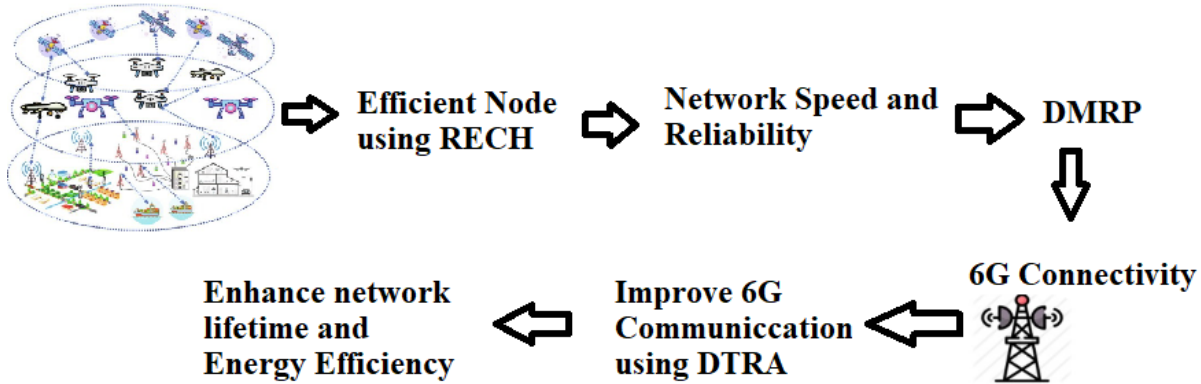 Efficient Node
using RECH
Network Speed and
Reliability
DMRP
6G Connectivity
Improve 6G
Communiccation
using DTRA
Enhance network
lifetime and
Energy Efficiency